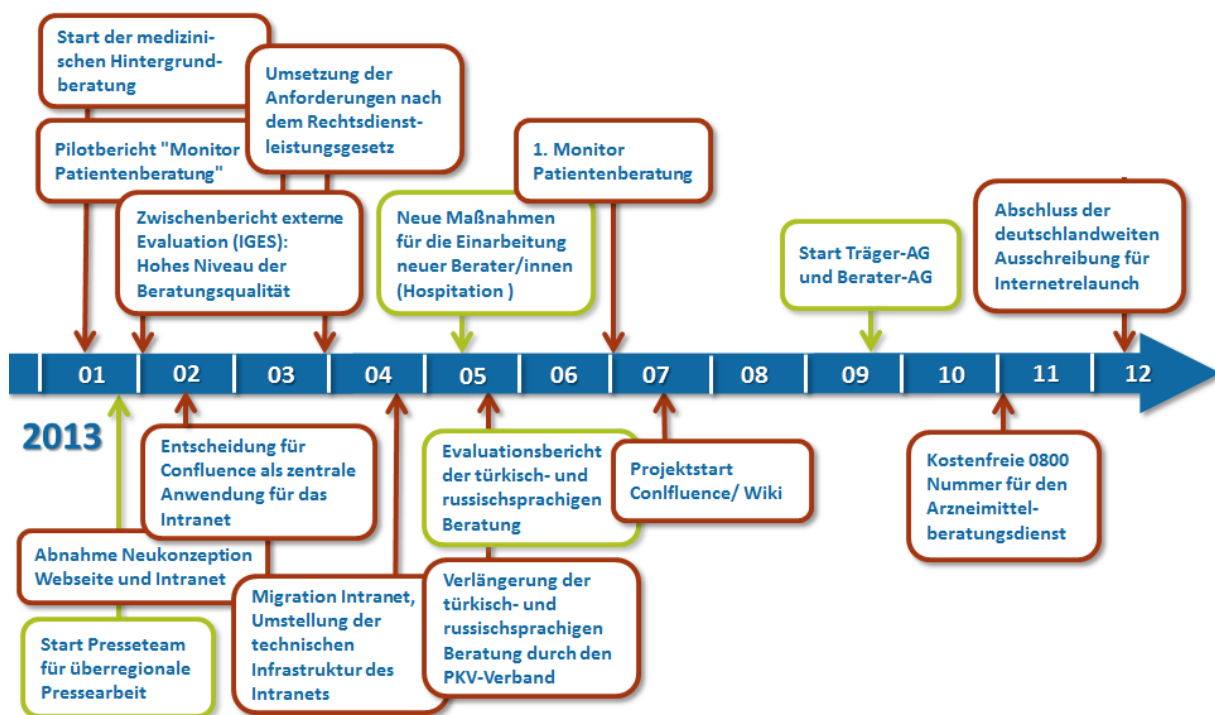 Start der medizini-
schen Hintergrund-
beratung
Umsetzung der
Anforderungen nach
dem Rechtsdienst-
leistungsgesetz
Pilotbericht "Monitor
Patientenberatung"
1. Monitor
Patientenberatung
Zwischenbericht externe
Evaluation (IGES):
Hohes Niveau der
Beratungsqualität
Neue Maßnahmen
für die Einarbeitung
neuer Berater/innen
(Hospitation )
Start Träger-AG
und Berater-AG
Abschluss der
deutschlandweiten
Ausschreibung für
Internetrelaunch
01 02 03 04 05 06 07 08 09 10 11 12
2013
Entscheidung für
Confluence als zentrale
Anwendung für das
Intranet
Evaluationsbericht
der türkisch- und
russischsprachigen
Beratung
Projektstart
Conlfluence/ Wiki
Kostenfreie 0800
Nummer für den
Arzneimittel-
beratungsdienst
Abnahme Neukonzeption
Webseite und Intranet
Migration Intranet,
Umstellung der
technischen
Infrastruktur des
Intranets
Verlängerung der
türkisch- und
russischsprachigen
Beratung durch den
PKV-Verband
Start Presseteam
für überregionale
Pressearbeit